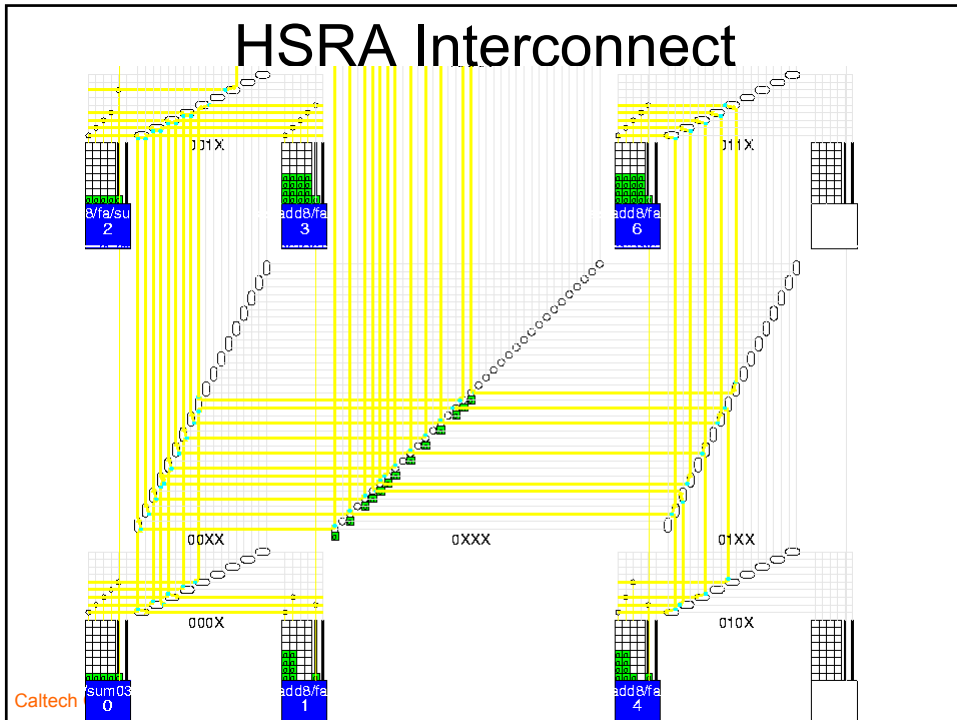 HSRA Interconnect
001X
011X
8/fa/su
2
add8/fa
3
add8/fa
6
00XX
0XXX
01XX
000X
010X
/sum03
0
add8/fa
1
add8/fa
4
Caltech